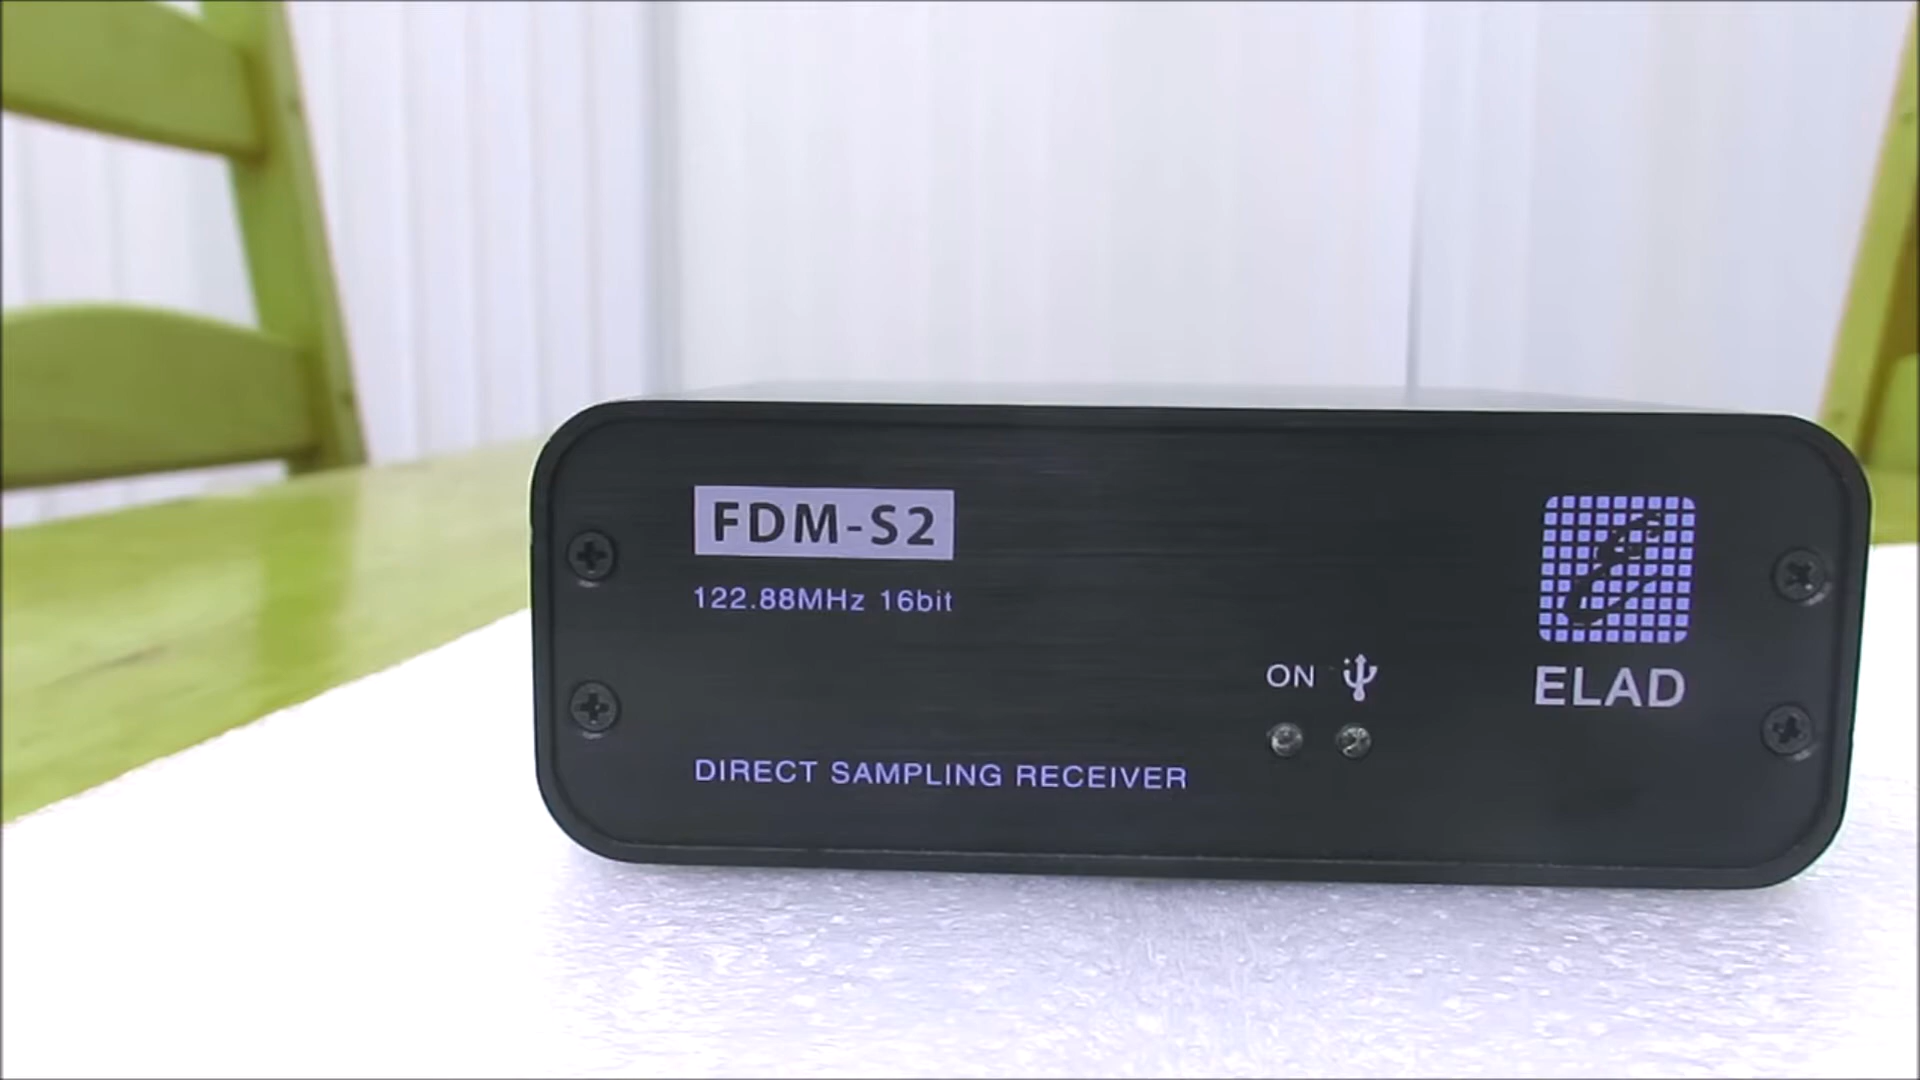 FDM-S2
122.88MHz 16bit
ON
ELAD
DIRECT SAMPLING RECEIVER